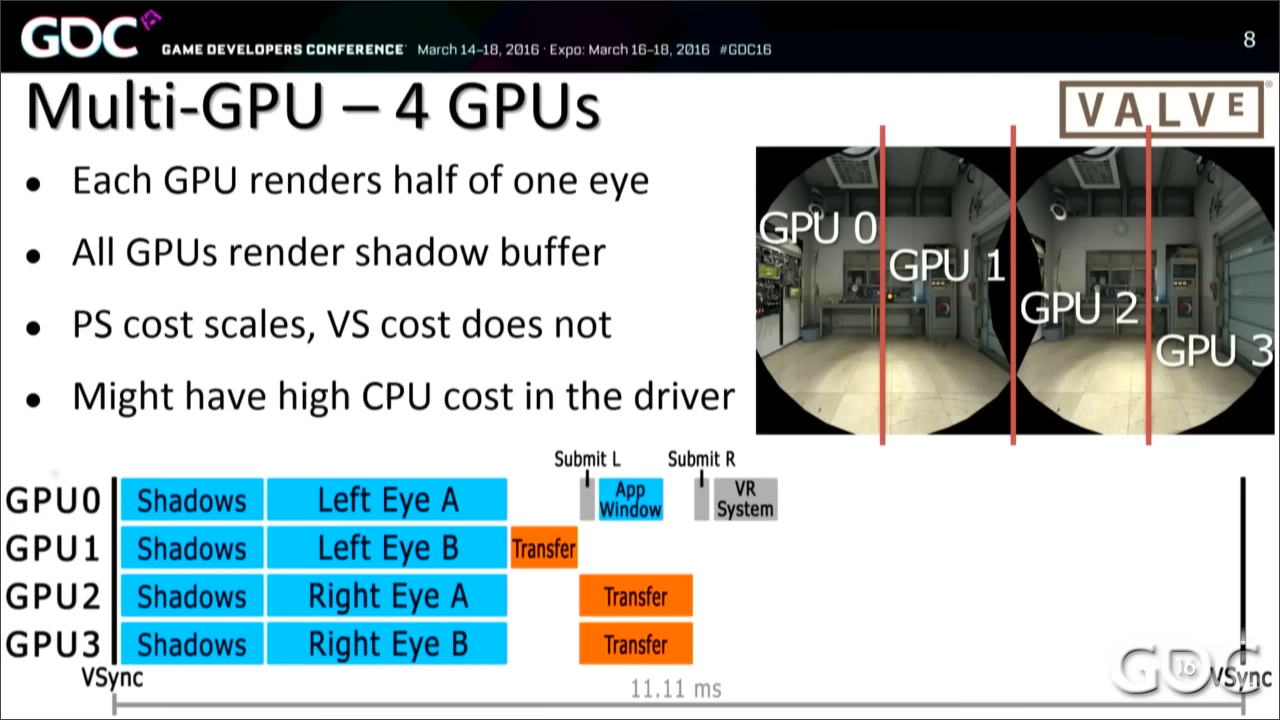 GDC
GAME DEVELOPERS CONFERENCE March 14–18, 2016 · Expo: March 16–18, 2016 #GDC16
8
Multi-GPU – 4 GPUs
VALVE®
• Each GPU renders half of one eye
• All GPUs render shadow buffer
• PS cost scales, VS cost does not
• Might have high CPU cost in the driver
GPU 0
GPU 1
GPU 2
GPU 3
Submit L
Submit R
GPU0
Shadows
Left Eye A
App
Window
VR
System
GPU1
Shadows
Left Eye B
Transfer
GPU2
Shadows
Right Eye A
Transfer
GPU3
Shadows
Right Eye B
Transfer
VSync
11.11 ms
VSync
GDC
16